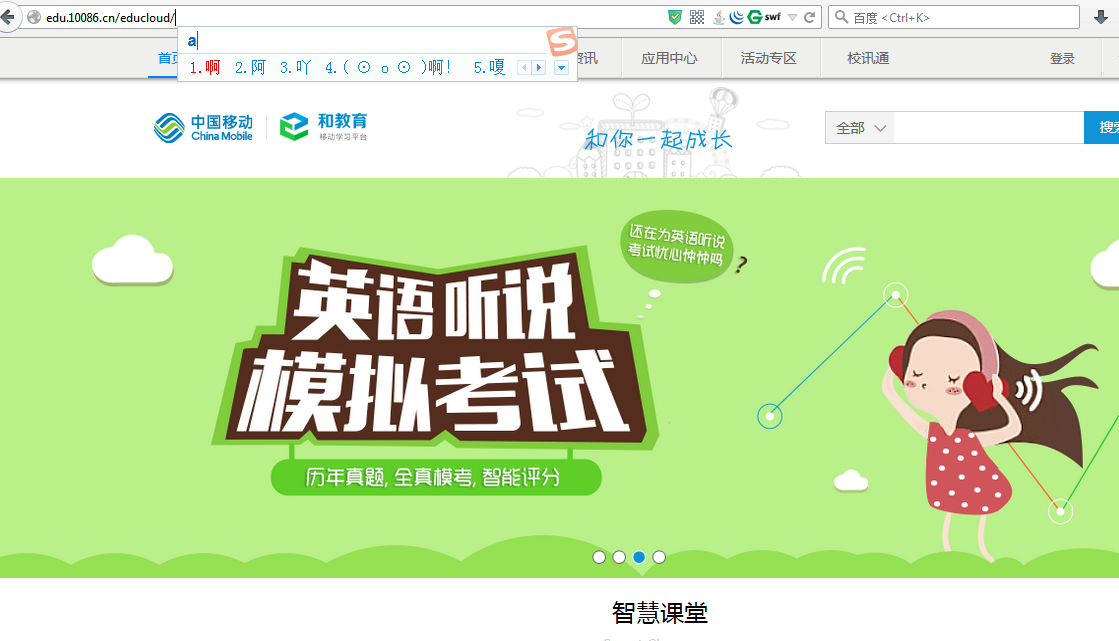 edu.10086.cn/educloud/
swf
百度 <Ctrl+K>
a
1.啊 2.阿 3.吖 4.( ⊙ o ⊙ )啊! 5.嘎
首页
资讯
应用中心
活动专区
校讯通
登录
中国移动
China Mobile
和教育
移动学习平台
和你一起成长
全部
搜索
还在为英语听说
考试忧心忡忡吗
?
英语听说
模拟考试
历年真题, 全真模考, 智能评分
智慧课堂